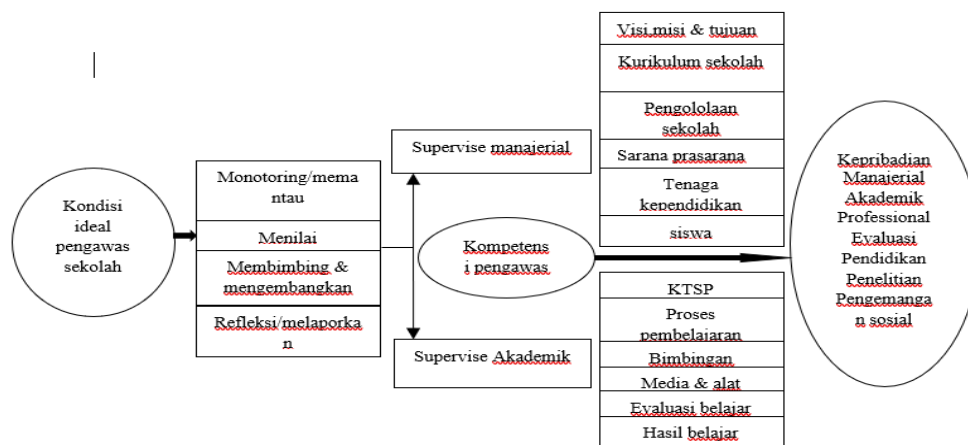 Kondisi
ideal
pengawas
sekolah
Monotoring/mema
ntau
Menilai
Membimbing &
mengembangkan
Refleksi/melaporka
n
Supervise manajerial
Kompetens
i pengawas
Supervise Akademik
Visi,misi & tujuan
Kurikulum sekolah
Pengololaan
sekolah
Sarana prasarana
Tenaga
kependidikan
siswa
KTSP
Proses
pembelajaran
Bimbingan
Media & alat
Evaluasi belajar
Hasil belajar
Kepribadian
Manajerial
Akademik
Professional
Evaluasi
Pendidikan
Penelitian
Pengemanga
n sosial